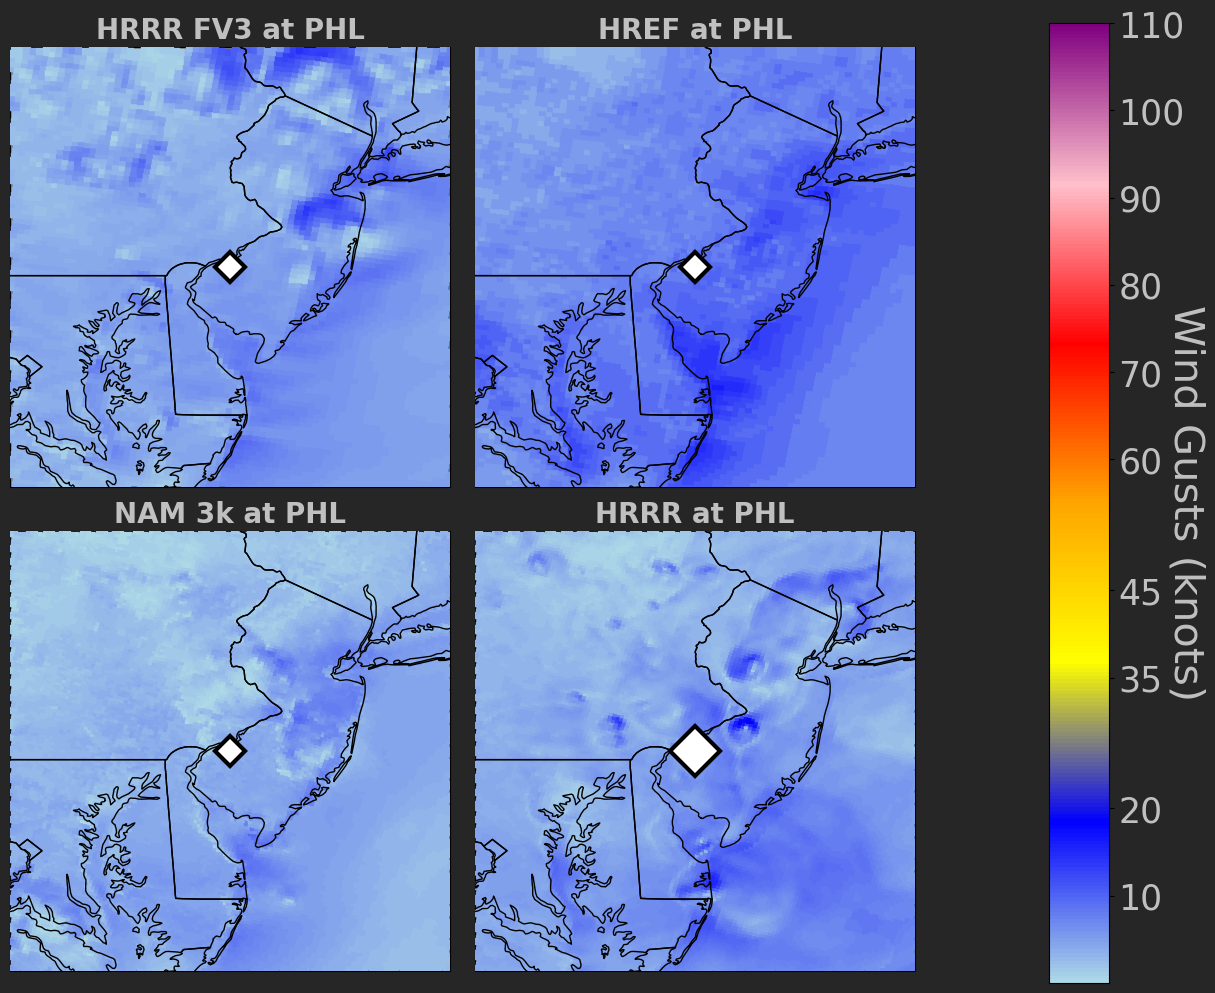 HRRR FV3 at PHL
HREF at PHL
NAM 3k at PHL
HRRR at PHL
110
100
90
80
70
60
45
35
20
10
Wind Gusts (knots)